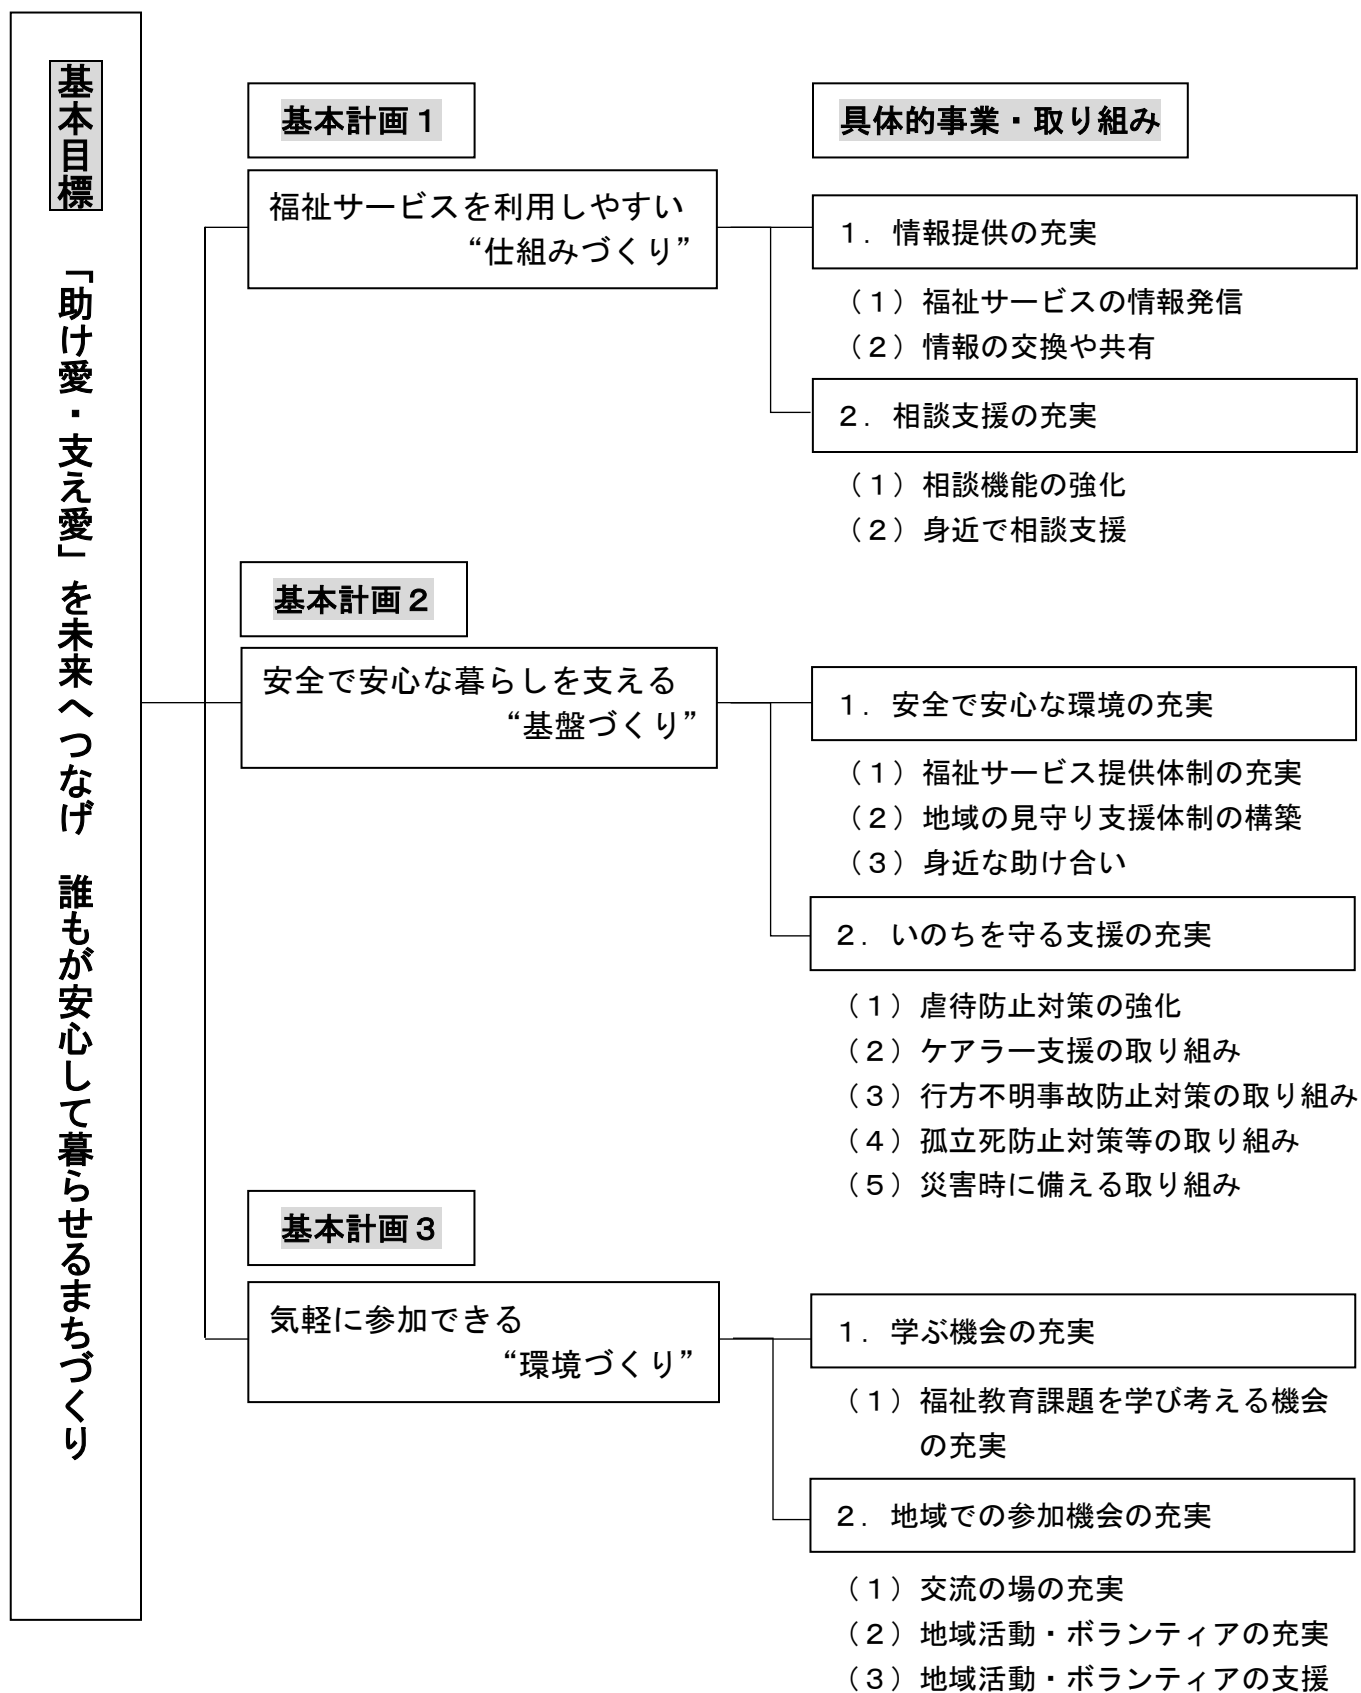 基本目標
「助け愛・支え愛」を未来へつなげ　誰もが安心して暮らせるまちづくり
基本計画１
具体的事業・取り組み
福祉サービスを利用しやすい
“仕組みづくり”
１．情報提供の充実
（１）福祉サービスの情報発信
（２）情報の交換や共有
２．相談支援の充実
（１）相談機能の強化
（２）身近で相談支援
基本計画２
安全で安心な暮らしを支える
“基盤づくり”
１．安全で安心な環境の充実
（１）福祉サービス提供体制の充実
（２）地域の見守り支援体制の構築
（３）身近な助け合い
２．いのちを守る支援の充実
（１）虐待防止対策の強化
（２）ケアラー支援の取り組み
（３）行方不明事故防止対策の取り組み
（４）孤立死防止対策等の取り組み
（５）災害時に備える取り組み
基本計画３
気軽に参加できる
“環境づくり”
１．学ぶ機会の充実
（１）福祉教育課題を学び考える機会
の充実
２．地域での参加機会の充実
（１）交流の場の充実
（２）地域活動・ボランティアの充実
（３）地域活動・ボランティアの支援